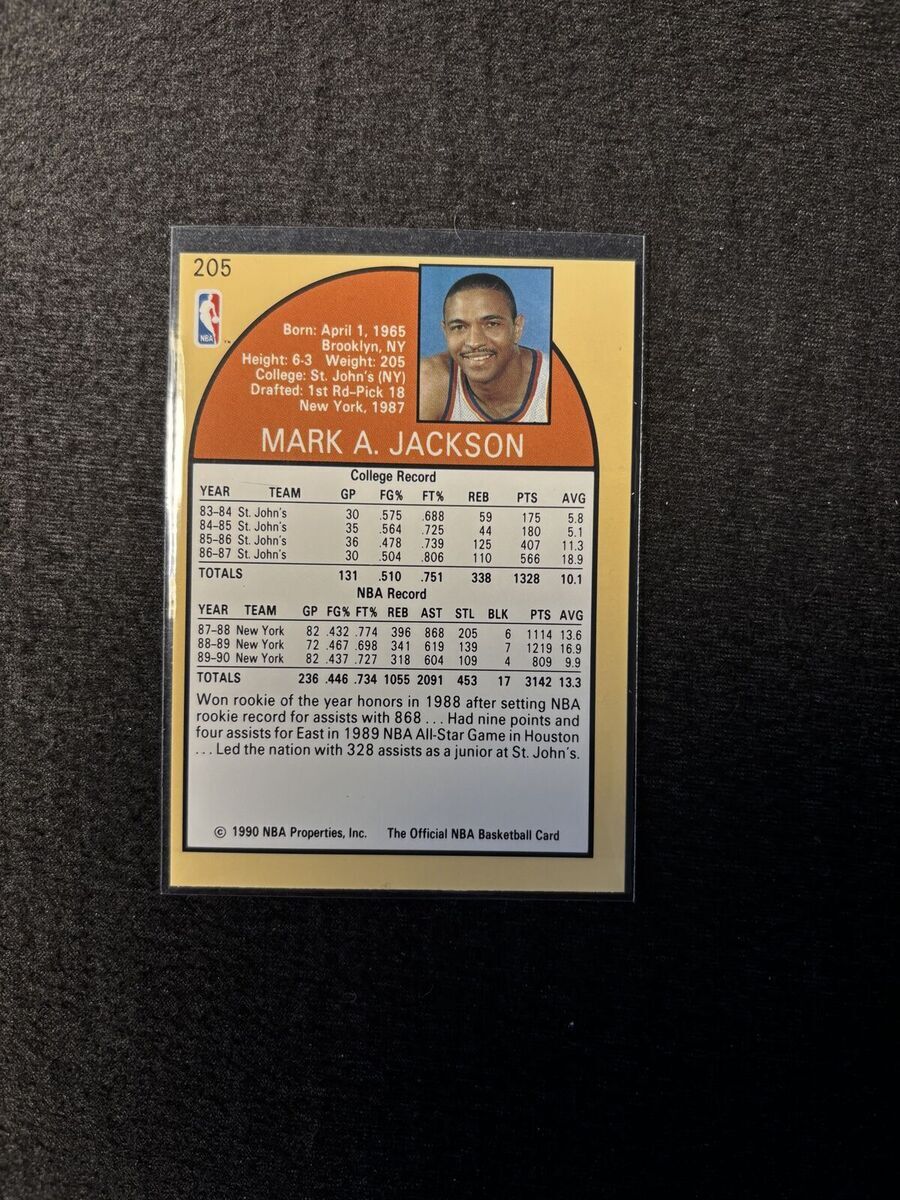 205
NBA
Born: April 1, 1965
Brooklyn, NY
Height: 6-3 Weight: 205
College: St. John's (NY)
Drafted: 1st Rd-Pick 18
New York, 1987
MARK A. JACKSON
College Record
YEAR TEAM GP FG% FT% REB PTS AVG
83-84 St. John's 30 .575 .688 59 175 5.8
84-85 St. John's 35 .564 .725 44 180 5.1
85-86 St. John's 36 .478 .739 125 407 11.3
86-87 St. John's 30 .504 .806 110 566 18.9
TOTALS 131 .510 .751 338 1328 10.1
NBA Record
YEAR TEAM GP FG% FT% REB AST STL BLK PTS AVG
87-88 New York 82 .432 .774 396 868 205 6 1114 13.6
88-89 New York 72 .467 .698 341 619 139 7 1219 16.9
89-90 New York 82 .437 .727 318 604 109 4 809 9.9
TOTALS 236 .446 .734 1055 2091 453 17 3142 13.3
Won rookie of the year honors in 1988 after setting NBA
rookie record for assists with 868 ... Had nine points and
four assists for East in 1989 NBA All-Star Game in Houston
... Led the nation with 328 assists as a junior at St. John's.
© 1990 NBA Properties, Inc. The Official NBA Basketball Card